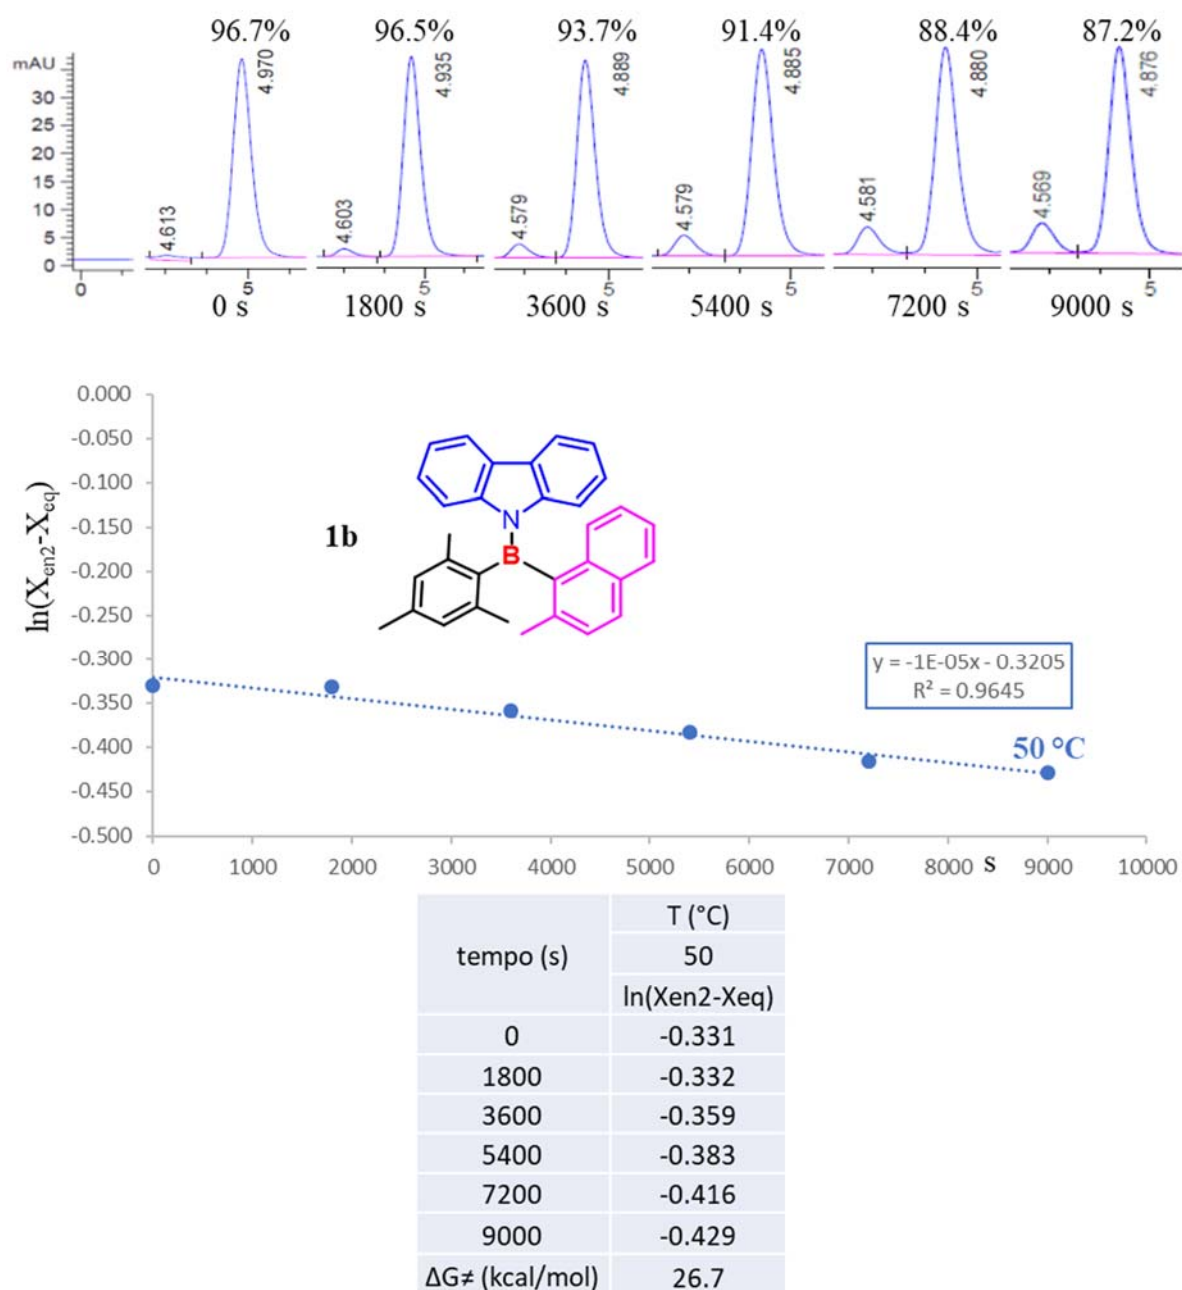 96.7% 96.5% 93.7% 91.4% 88.4% 87.2%
mAU
4.970 4.935 4.889 4.885 4.880 4.876
30
25
20
15
10
5
0
4.613 4.603 4.579 4.579 4.581 4.569
0 5 5 5 5 5 5
0 s 1800 s 3600 s 5400 s 7200 s 9000 s
ln(Xen2-Xeq)
0.000
-0.050
-0.100
-0.150
-0.200
-0.250
-0.300
-0.350
-0.400
-0.450
-0.500
1b
N
B
y = -1E-05x - 0.3205
R² = 0.9645
50 °C
0 1000 2000 3000 4000 5000 6000 7000 8000 s 9000 10000
tempo (s)
T (°C)
50
ln(Xen2-Xeq)
0 -0.331
1800 -0.332
3600 -0.359
5400 -0.383
7200 -0.416
9000 -0.429
ΔG≠ (kcal/mol) 26.7